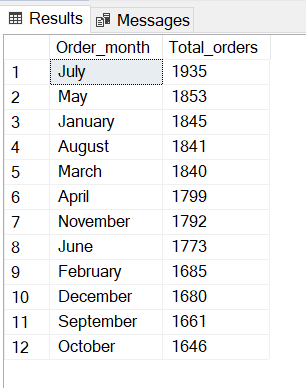 Results Messages
Order_month Total_orders
1 July 1935
2 May 1853
3 January 1845
4 August 1841
5 March 1840
6 April 1799
7 November 1792
8 June 1773
9 February 1685
10 December 1680
11 September 1661
12 October 1646